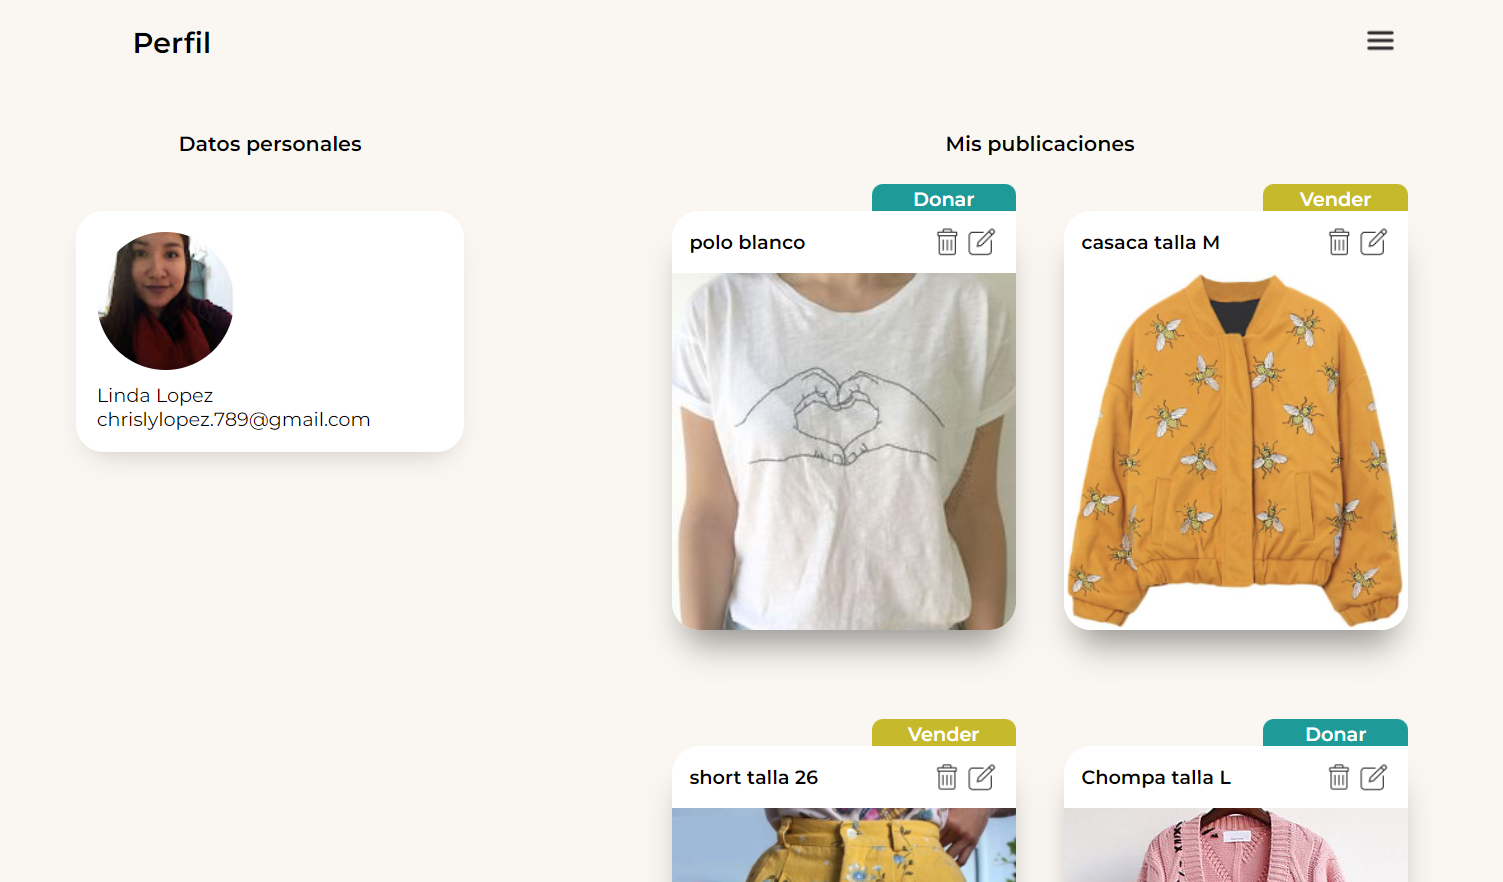 Perfil
Datos personales
Linda Lopez
chrislylopez.789@gmail.com
Mis publicaciones
Donar
polo blanco
Vender
casaca talla M
Vender
short talla 26
Donar
Chompa talla L